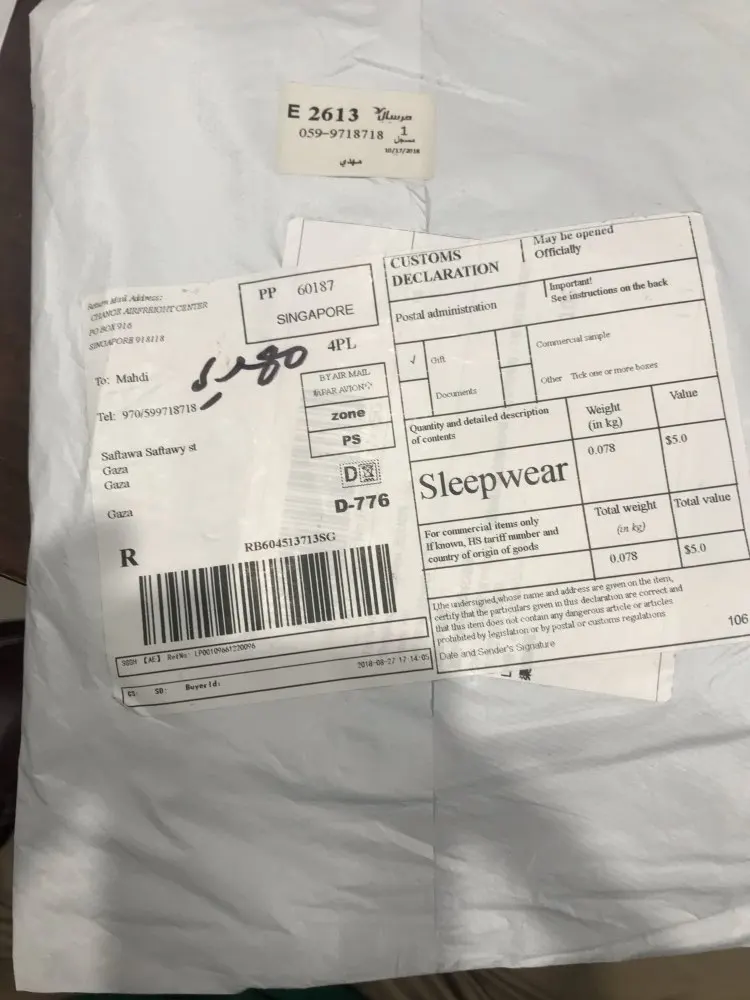 E 2613 مرسال
059-9718718 1
مسجل
10/17/2018
مهدي
Return Mail Address:
CHANGI AIRFREIGHT CENTER
PO BOX 916
SINGAPORE 918118
PP 60187
SINGAPORE
4PL
مهدي
To: Mahdi
BY AIR MAIL
PAR AVION
Tel: 970/599718718
zone
PS
Saftawa Saftawy st
Gaza
Gaza
Gaza
D
D-776
R
RB604513713SG
[AE] RefNo: LP00109661220096
2018-08-27 17:14:05
SD: BuyerId:
CUSTOMS
DECLARATION
May be opened
Officially
Postal administration
Important!
See instructions on the back
✓ Gift
Commercial sample
Documents
Other Tick one or more boxes
Quantity and detailed description
of contents
Weight
(in kg)
Value
Sleepwear
0.078
$5.0
For commercial items only
If known, HS tariff number and
country of origin of goods
Total weight
(in kg)
Total value
0.078
$5.0
I,the undersigned,whose name and address are given on the item,
certify that the particulars given in this declaration are correct and
that this item does not contain any dangerous article or articles
prohibited by legislation or by postal or customs regulations
Date and Sender's Signature
106